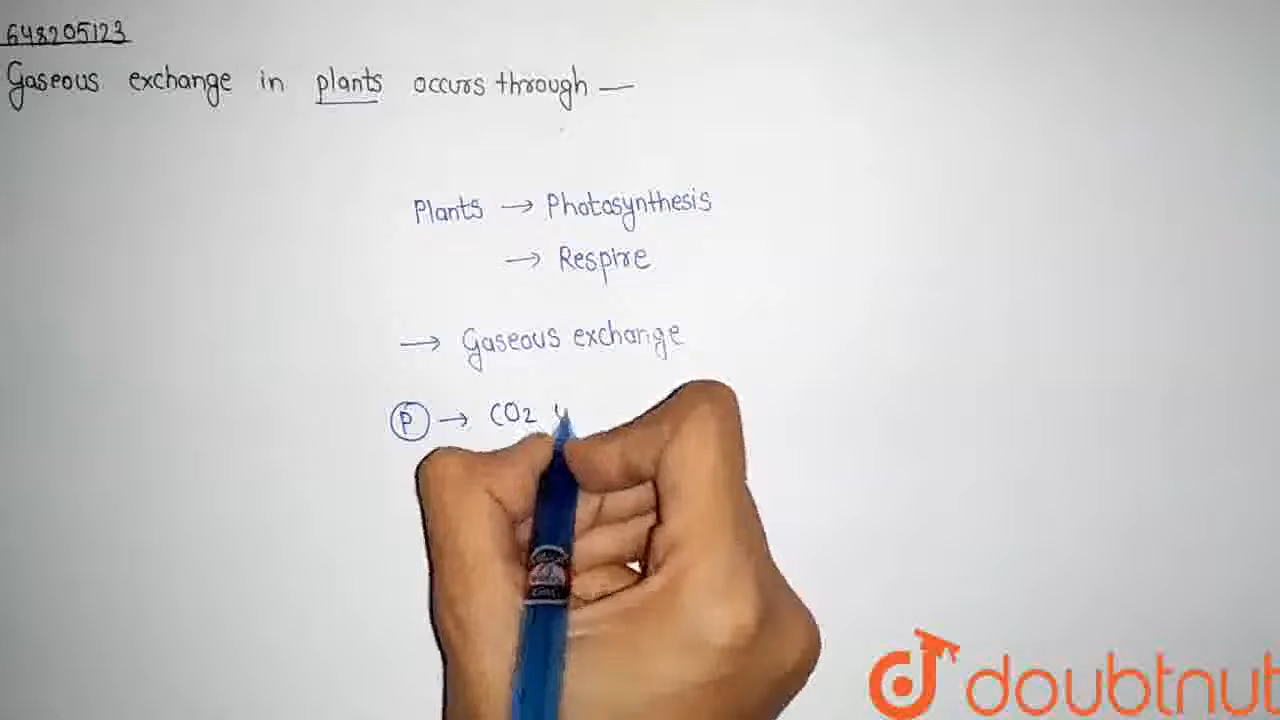 648205123
Gaseous exchange in plants occurs through —
Plants → Photosynthesis
→ Respire
→ Gaseous exchange
P → CO2
doubtnut